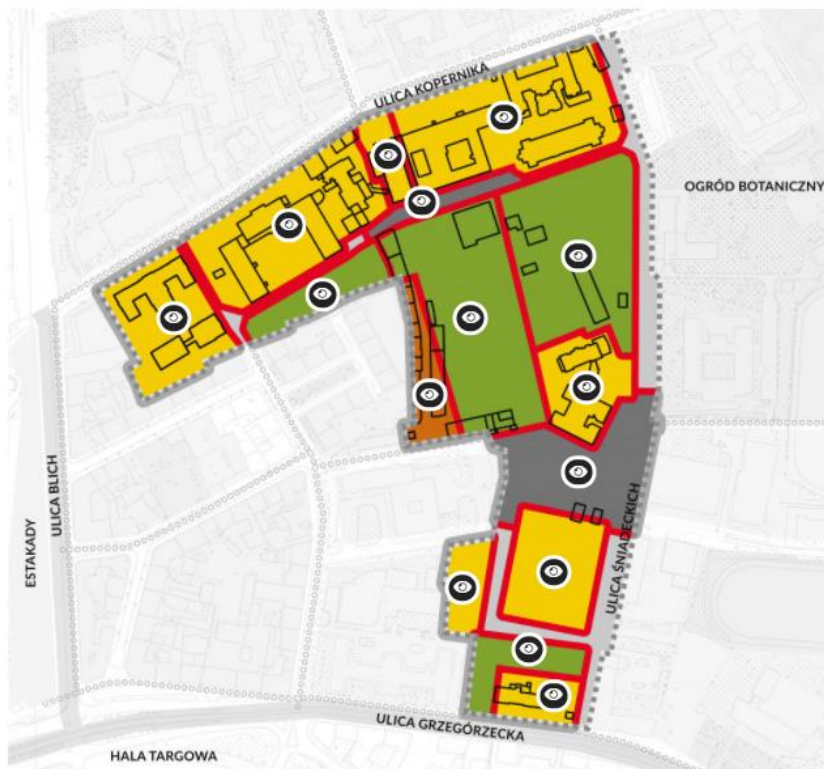 ULICA KOPERNIKA
OGRÓD BOTANICZNY
ULICA BLICH
ESTAKADY
ULICA ŚNIADECKICH
ULICA GRZEGÓRZECKA
HALA TARGOWA